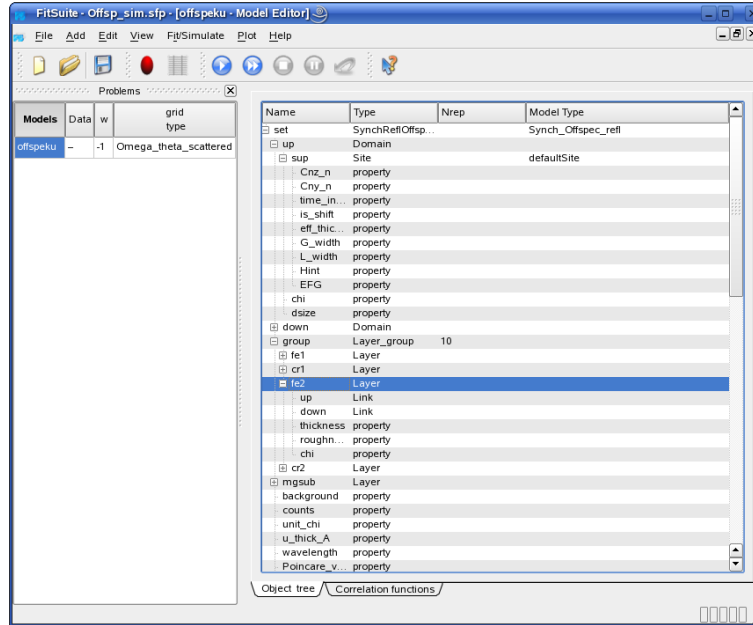 FitSuite - Offsp_sim.sfp - [offspeku - Model Editor]
File Add Edit View Fit/Simulate Plot Help
Problems
Models Data w grid type
offspeku – -1 Omega_theta_scattered
Name Type Nrep Model Type
set SynchReflOffsp... Synch_Offspec_refl
up Domain
sup Site defaultSite
Cnz_n property
Cny_n property
time_in... property
is_shift property
eff_thic... property
G_width property
L_width property
Hint property
EFG property
chi property
dsize property
down Domain
group Layer_group 10
fe1 Layer
cr1 Layer
fe2 Layer
up Link
down Link
thickness property
roughn... property
chi property
cr2 Layer
mgsub Layer
background property
counts property
unit_chi property
u_thick_A property
wavelength property
Poincare_v... property
Object tree Correlation functions